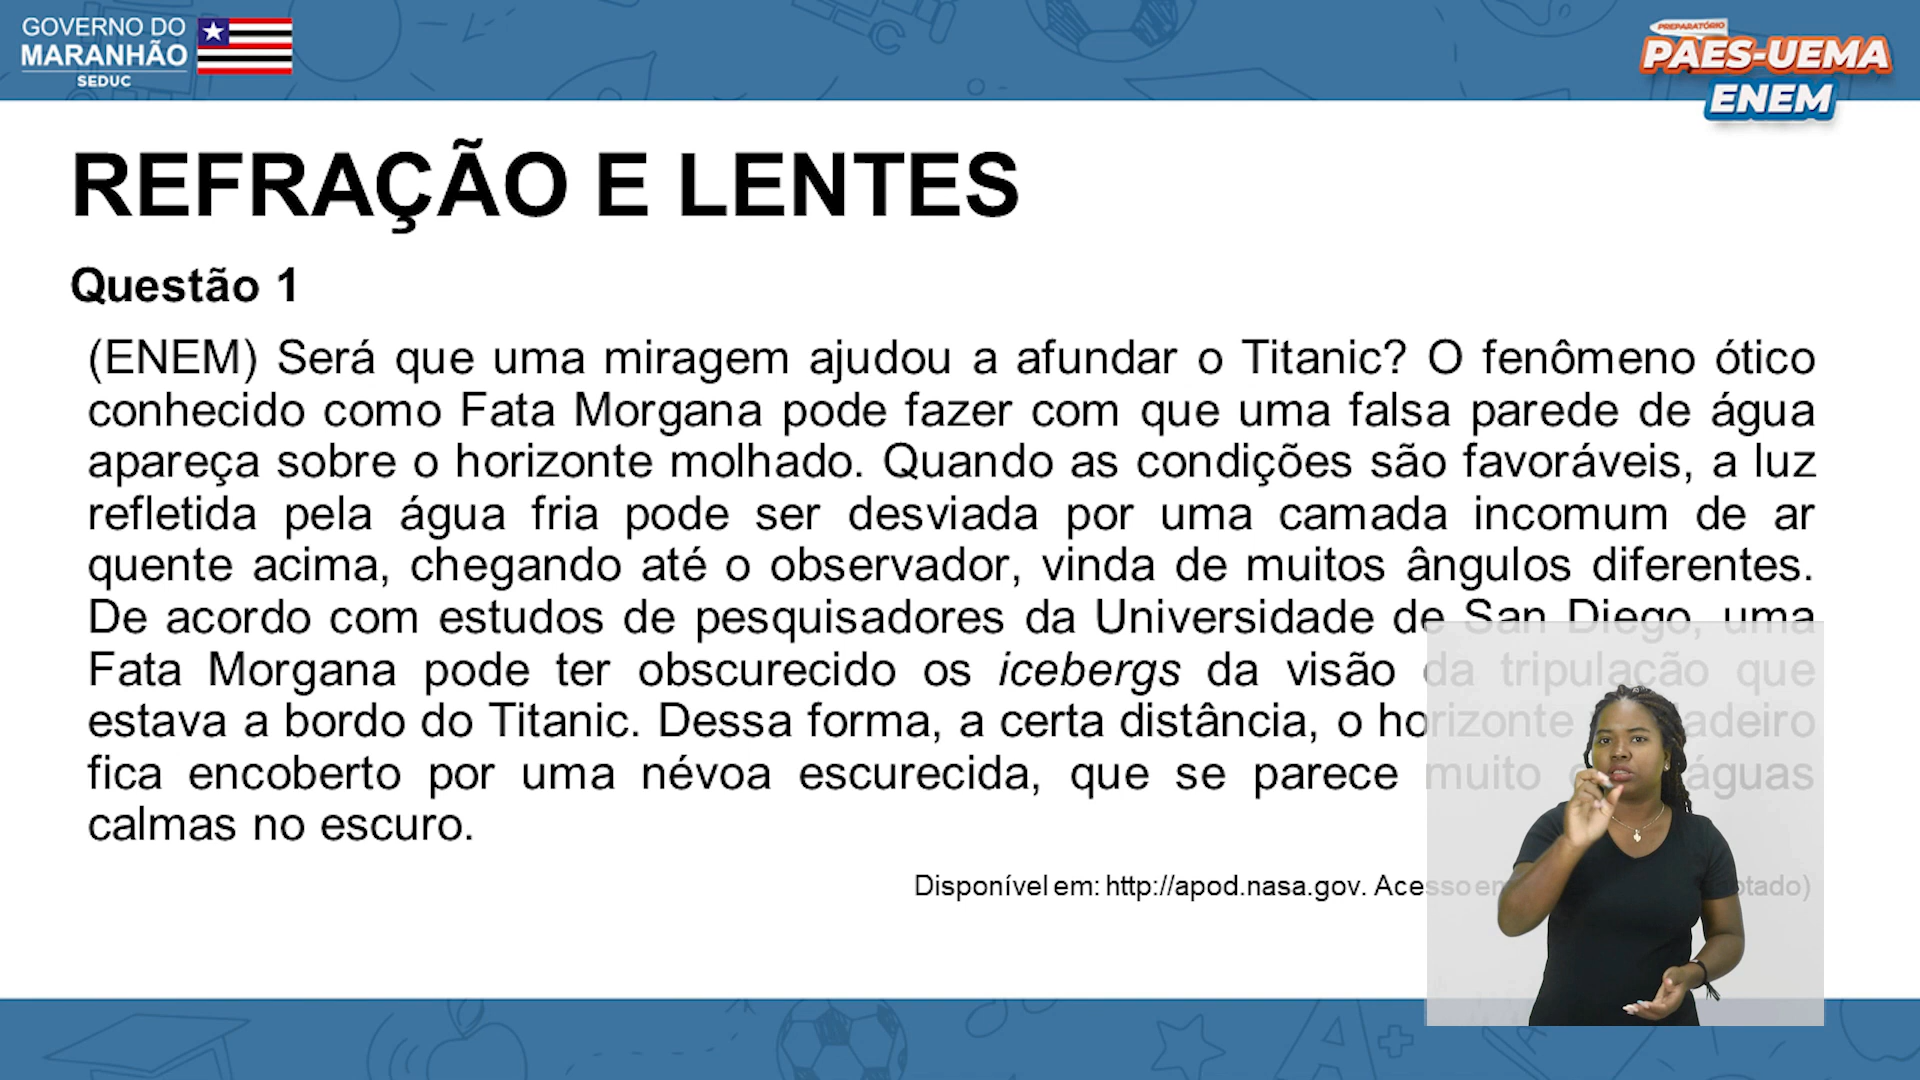 GOVERNO DO
MARANHÃO
SEDUC
PREPARATÓRIO
PAES-UEMA
ENEM
REFRAÇÃO E LENTES
Questão 1
(ENEM) Será que uma miragem ajudou a afundar o Titanic? O fenômeno ótico
conhecido como Fata Morgana pode fazer com que uma falsa parede de água
apareça sobre o horizonte molhado. Quando as condições são favoráveis, a luz
refletida pela água fria pode ser desviada por uma camada incomum de ar
quente acima, chegando até o observador, vinda de muitos ângulos diferentes.
De acordo com estudos de pesquisadores da Universidade de San Diego, uma
Fata Morgana pode ter obscurecido os icebergs da visão da tripulação que
estava a bordo do Titanic. Dessa forma, a certa distância, o horizonte
fica encoberto por uma névoa escurecida, que se parece muito águas
calmas no escuro.
Disponível em: http://apod.nasa.gov. Acesso
A+